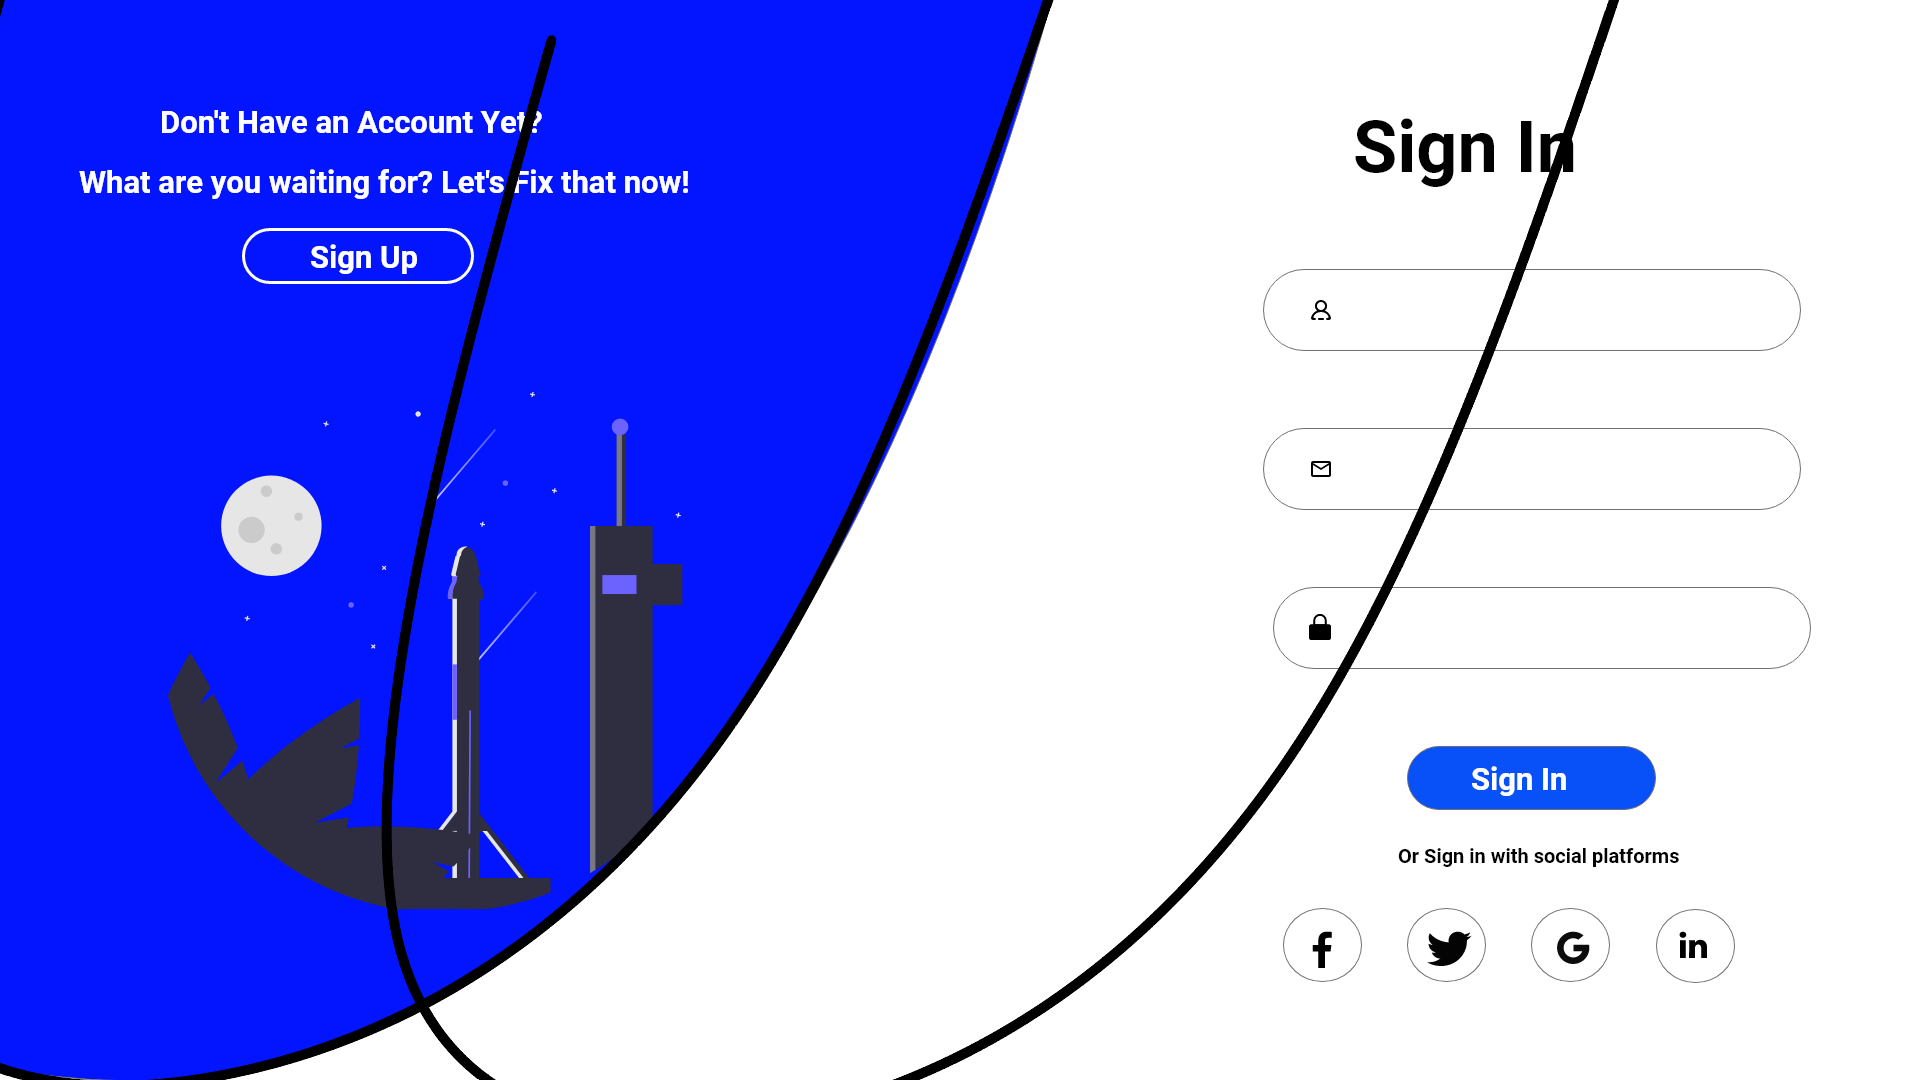 Don't Have an Account Yet?
What are you waiting for? Let's Fix that now!
Sign Up
Sign In
Sign In
Or Sign in with social platforms